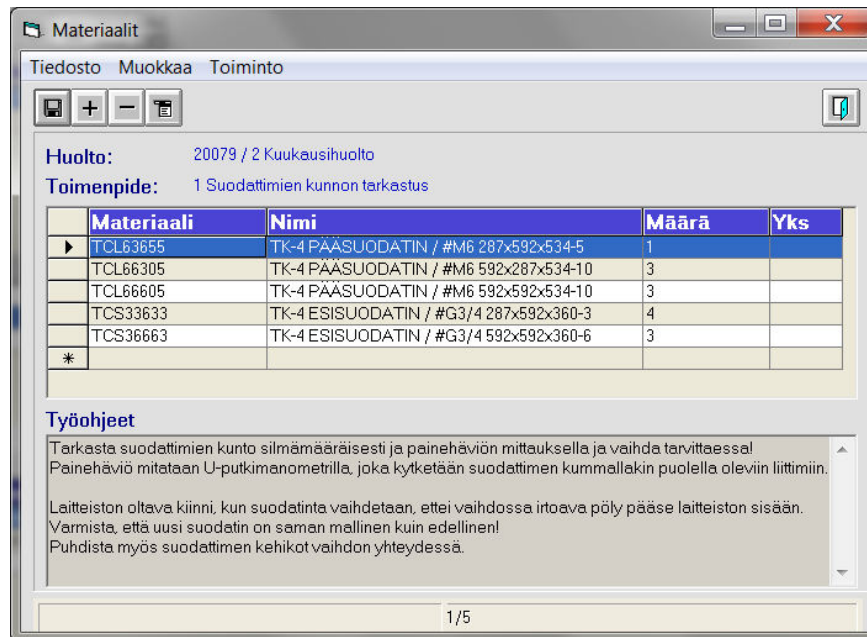 Materiaalit
Tiedosto Muokkaa Toiminto
Huolto: 20079 / 2 Kuukausihuolto
Toimenpide: 1 Suodattimien kunnon tarkastus
Materiaali Nimi Määrä Yks
TCL63655 TK-4 PÄÄSUODATIN / #M6 287x592x534-5 1
TCL66305 TK-4 PÄÄSUODATIN / #M6 592x287x534-10 3
TCL66605 TK-4 PÄÄSUODATIN / #M6 592x592x534-10 3
TCS33633 TK-4 ESISUODATIN / #G3/4 287x592x360-3 4
TCS36663 TK-4 ESISUODATIN / #G3/4 592x592x360-6 3
Työohjeet
Tarkasta suodattimien kunto silmämääräisesti ja painehäviön mittauksella ja vaihda tarvittaessa!
Painehäviö mitataan U-putkimanometrilla, joka kytketään suodattimen kummallakin puolella oleviin liittimiin.
Laitteiston oltava kiinni, kun suodatinta vaihdetaan, ettei vaihdossa irtoava pöly pääse laitteiston sisään.
Varmista, että uusi suodatin on saman mallinen kuin edellinen!
Puhdista myös suodattimen kehikot vaihdon yhteydessä.
1/5